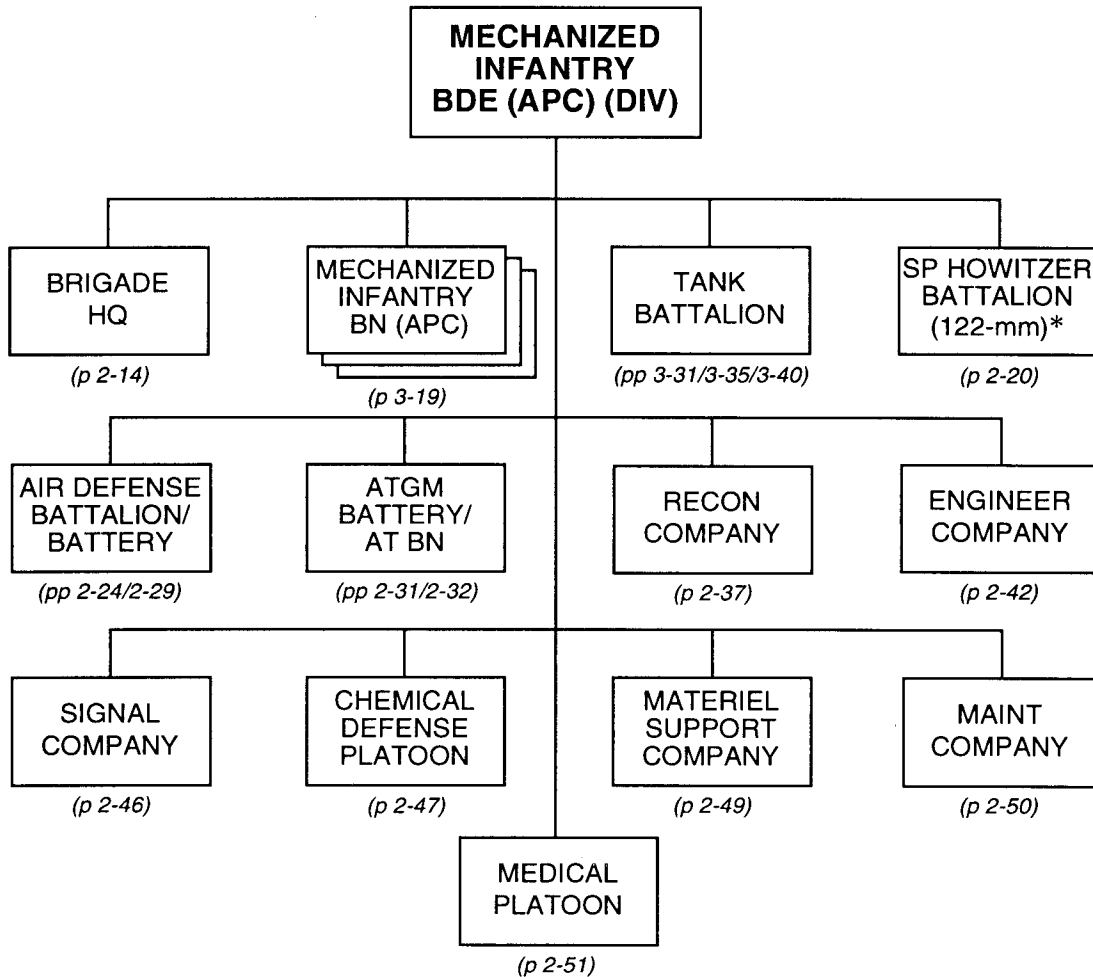 MECHANIZED
INFANTRY
BDE (APC) (DIV)
BRIGADE
HQ
(p 2-14)
MECHANIZED
INFANTRY
BN (APC)
(p 3-19)
TANK
BATTALION
(pp 3-31/3-35/3-40)
SP HOWITZER
BATTALION
(122-mm)*
(p 2-20)
AIR DEFENSE
BATTALION/
BATTERY
(pp 2-24/2-29)
ATGM
BATTERY/
AT BN
(pp 2-31/2-32)
RECON
COMPANY
(p 2-37)
ENGINEER
COMPANY
(p 2-42)
SIGNAL
COMPANY
(p 2-46)
CHEMICAL
DEFENSE
PLATOON
(p 2-47)
MATERIEL
SUPPORT
COMPANY
(p 2-49)
MAINT
COMPANY
(p 2-50)
MEDICAL
PLATOON
(p 2-51)